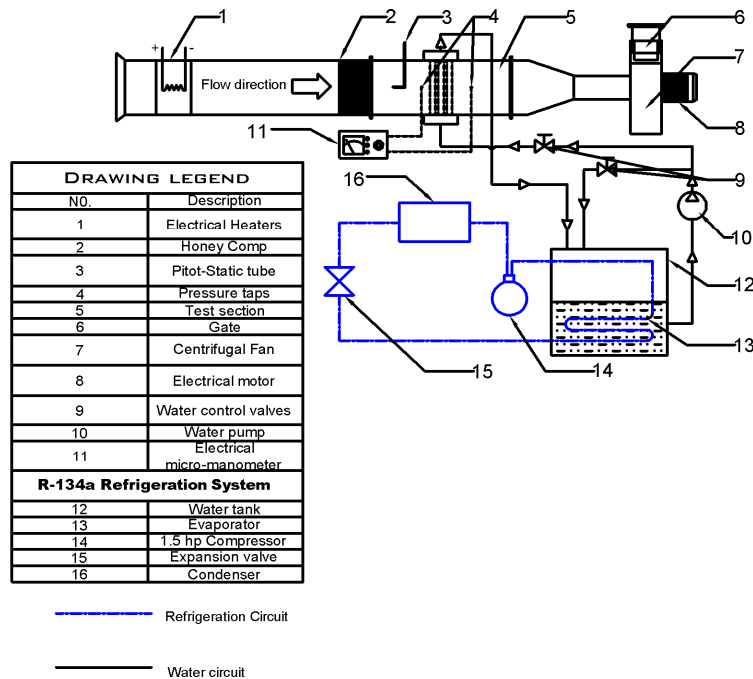 1 2 3 4 5 6
7
+ -
Flow direction
8
11
9
16
10
12
13
15 14
DRAWING LEGEND
N0. Description
1 Electrical Heaters
2 Honey Comp
3 Pitot-Static tube
4 Pressure taps
5 Test section
6 Gate
7 Centrifugal Fan
8 Electrical motor
9 Water control valves
10 Water pump
11 Electrical
micro-manometer
R-134a Refrigeration System
12 Water tank
13 Evaporator
14 1.5 hp Compressor
15 Expansion valve
16 Condenser
Refrigeration Circuit
Water circuit